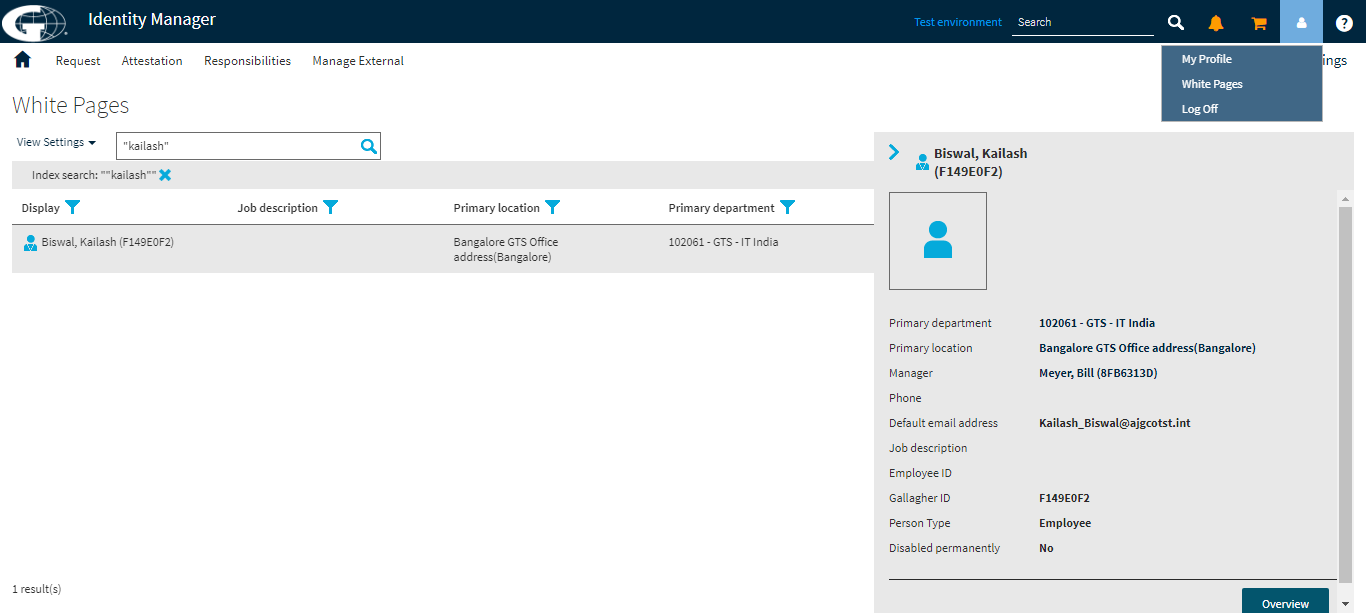 Identity Manager
Test environment
Search
?
Request
Attestation
Responsibilities
Manage External
ings
My Profile
White Pages
Log Off
White Pages
View Settings
"kailash"
Index search: ""kailash""
Display
Job description
Primary location
Primary department
Biswal, Kailash (F149E0F2)
Bangalore GTS Office
address(Bangalore)
102061 - GTS - IT India
1 result(s)
Biswal, Kailash
(F149E0F2)
Primary department 102061 - GTS - IT India
Primary location Bangalore GTS Office address(Bangalore)
Manager Meyer, Bill (8FB6313D)
Phone
Default email address Kailash_Biswal@ajgcotst.int
Job description
Employee ID
Gallagher ID F149E0F2
Person Type Employee
Disabled permanently No
Overview